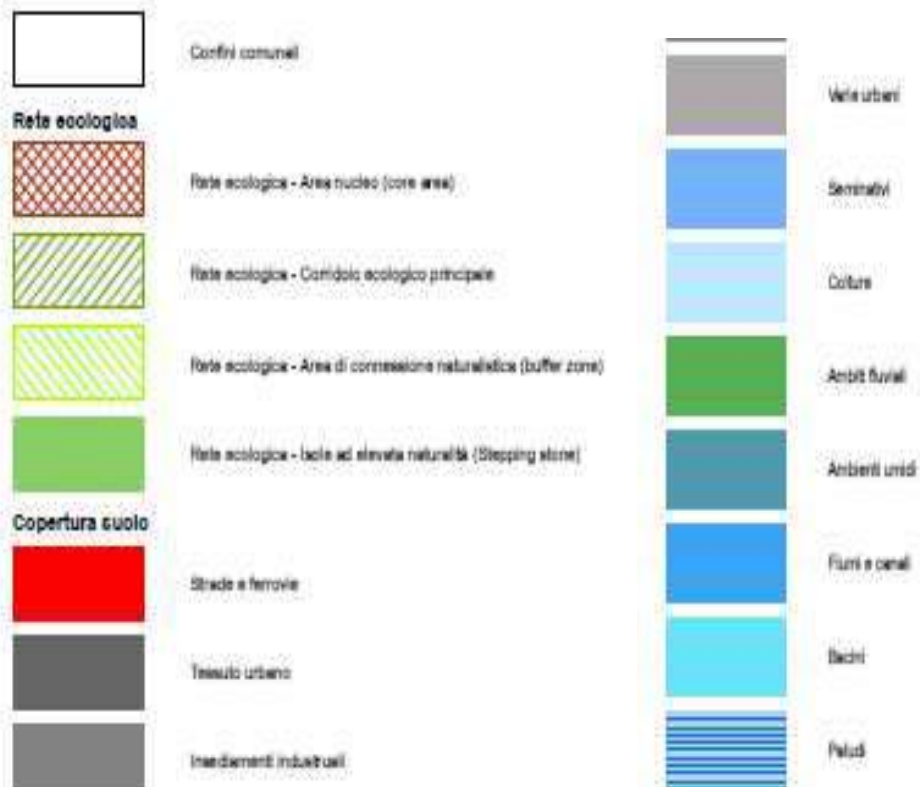 Confini comunali
Rete ecologica
Rete ecologica - Area nucleo (core area)
Rete ecologica - Corridoio ecologico principale
Rete ecologica - Area di connessione naturalistica (buffer zone)
Rete ecologica - Isole ad elevata naturalità (Stepping stone)
Copertura suolo
Strade e ferrovie
Tessuto urbano
Insediamenti industriali
Verde urbani
Seminativi
Colture
Ambiti fluviali
Ambienti umidi
Fiumi e canali
Bacini
Paludi